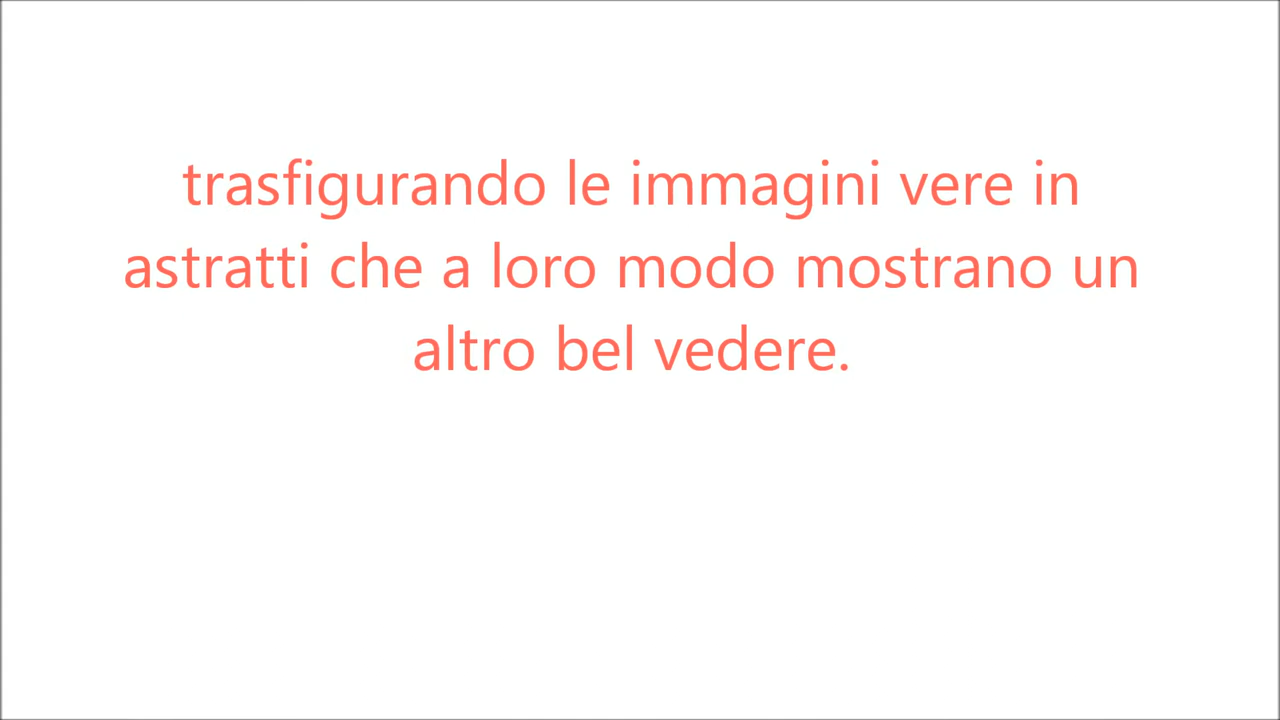 trasfigurando le immagini vere in
astratti che a loro modo mostrano un
altro bel vedere.